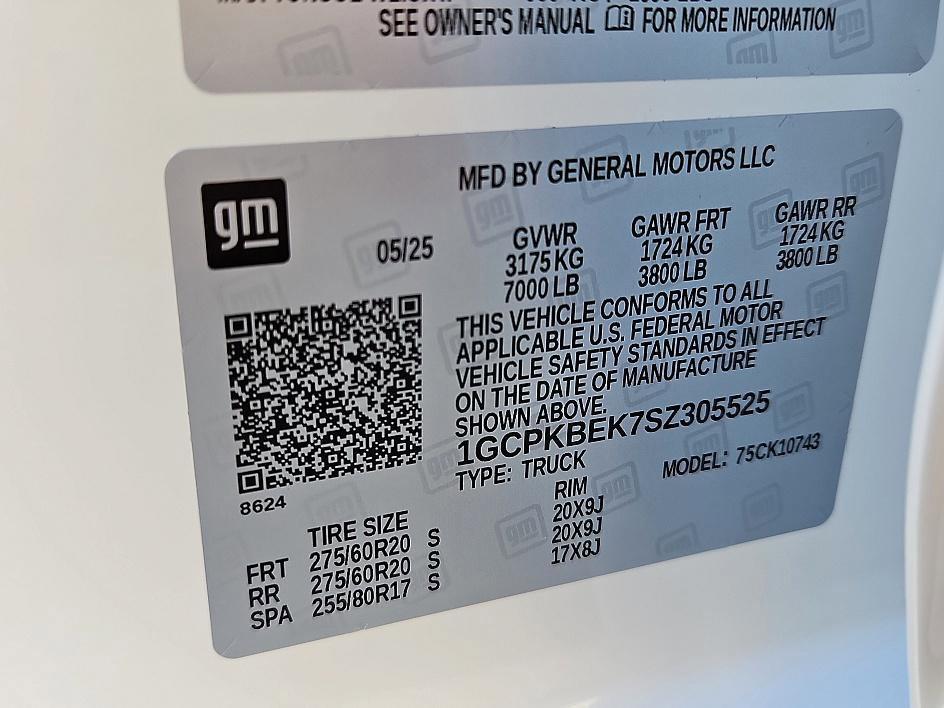 SEE OWNER'S MANUAL FOR MORE INFORMATION
MFD BY GENERAL MOTORS LLC
gm
05/25
GVWR GAWR FRT GAWR RR
3175 KG 1724 KG 1724 KG
7000 LB 3800 LB 3800 LB
THIS VEHICLE CONFORMS TO ALL
APPLICABLE U.S. FEDERAL MOTOR
VEHICLE SAFETY STANDARDS IN EFFECT
ON THE DATE OF MANUFACTURE
SHOWN ABOVE.
1GCPKBEK7SZ305525
TYPE: TRUCK MODEL: 75CK10743
8624
TIRE SIZE RIM
FRT 275/60R20 S 20X9J
RR 275/60R20 S 20X9J
SPA 255/80R17 S 17X8J